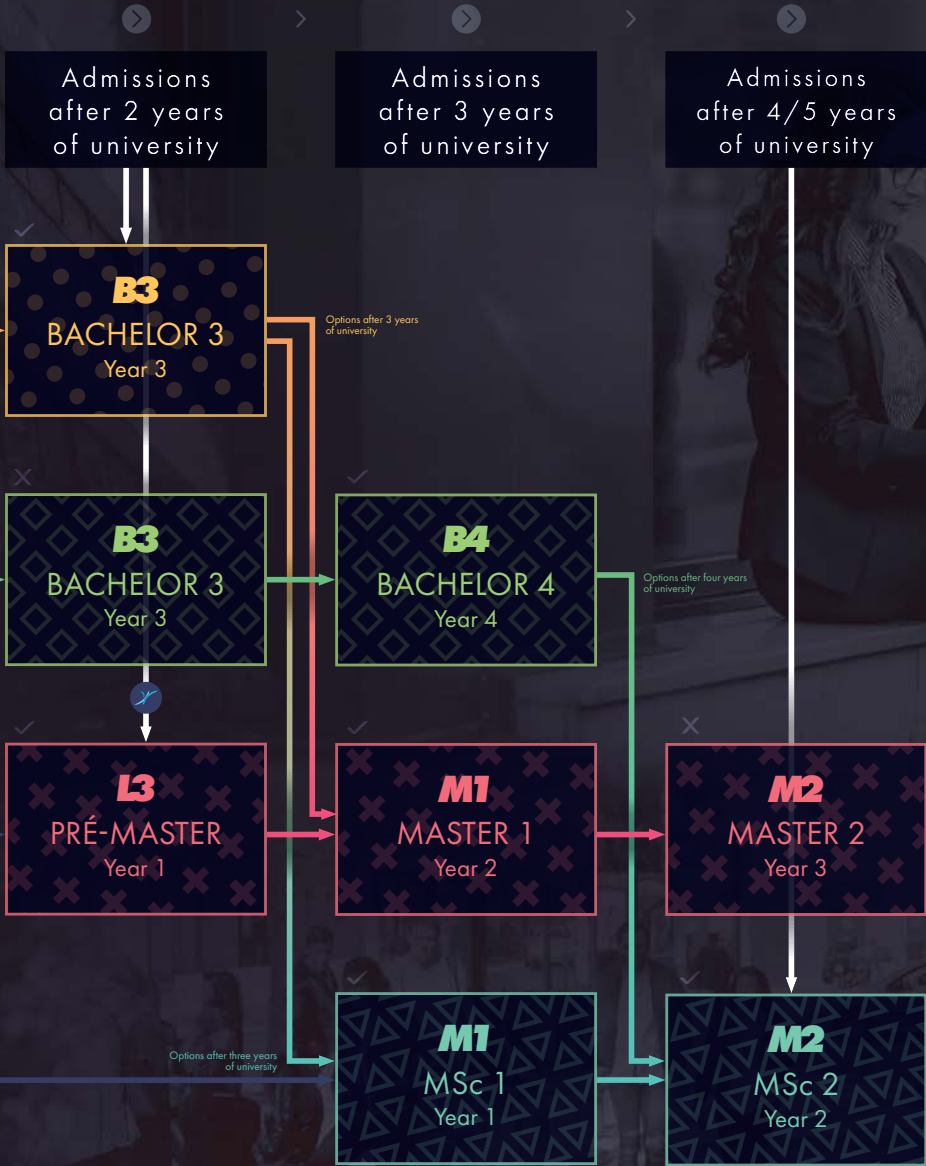 Admissions
after 2 years
of university
Admissions
after 3 years
of university
Admissions
after 4/5 years
of university
B3
BACHELOR 3
Year 3
Options after 3 years
of university
B3
BACHELOR 3
Year 3
B4
BACHELOR 4
Year 4
Options after four years
of university
L3
PRÉ-MASTER
Year 1
M1
MASTER 1
Year 2
M2
MASTER 2
Year 3
Options after three years
of university
M1
MSc 1
Year 1
M2
MSc 2
Year 2